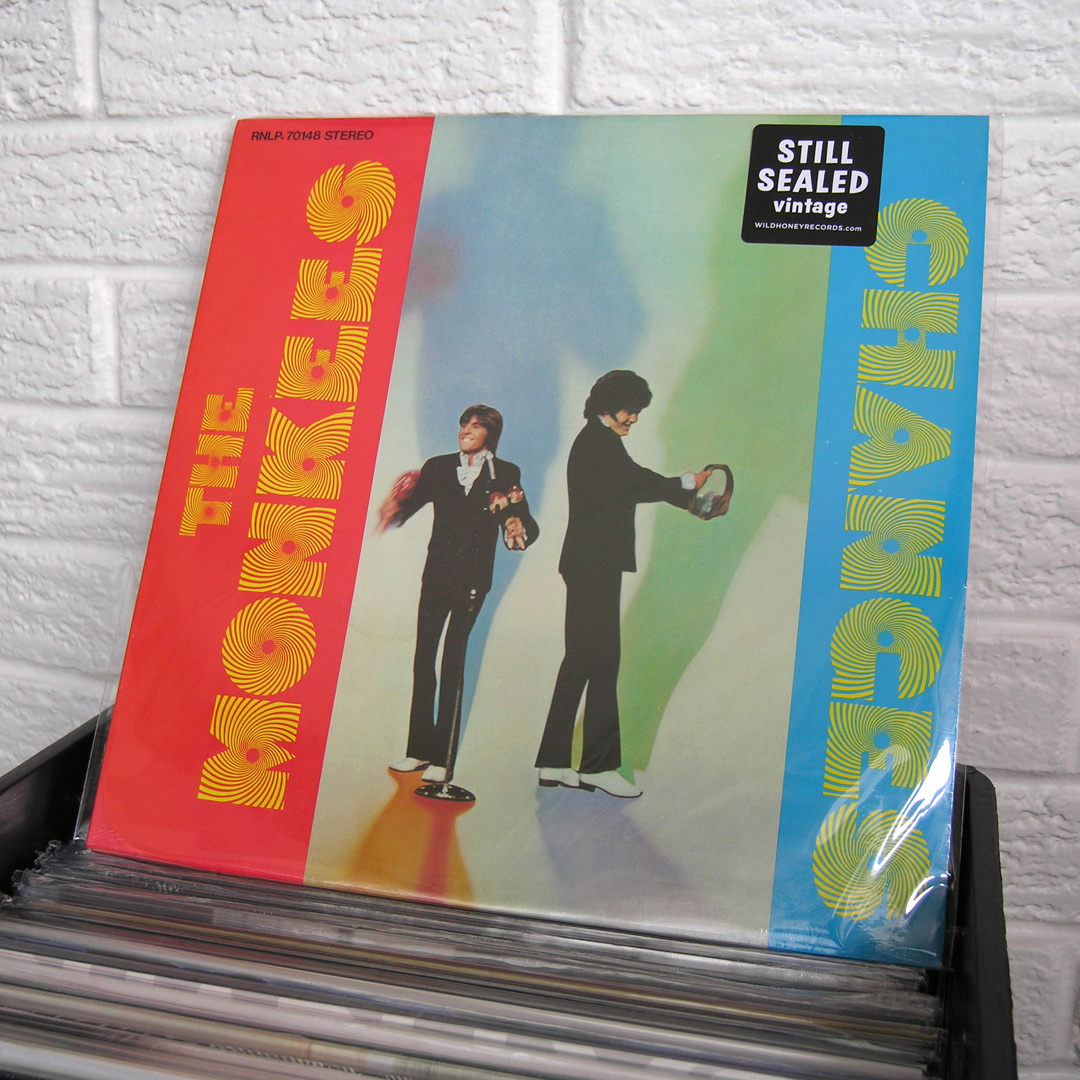 RNLP-70148 STEREO
THE
MONKEES
STILL
SEALED
vintage
WILDHONEYRECORDS.com
CHANGES